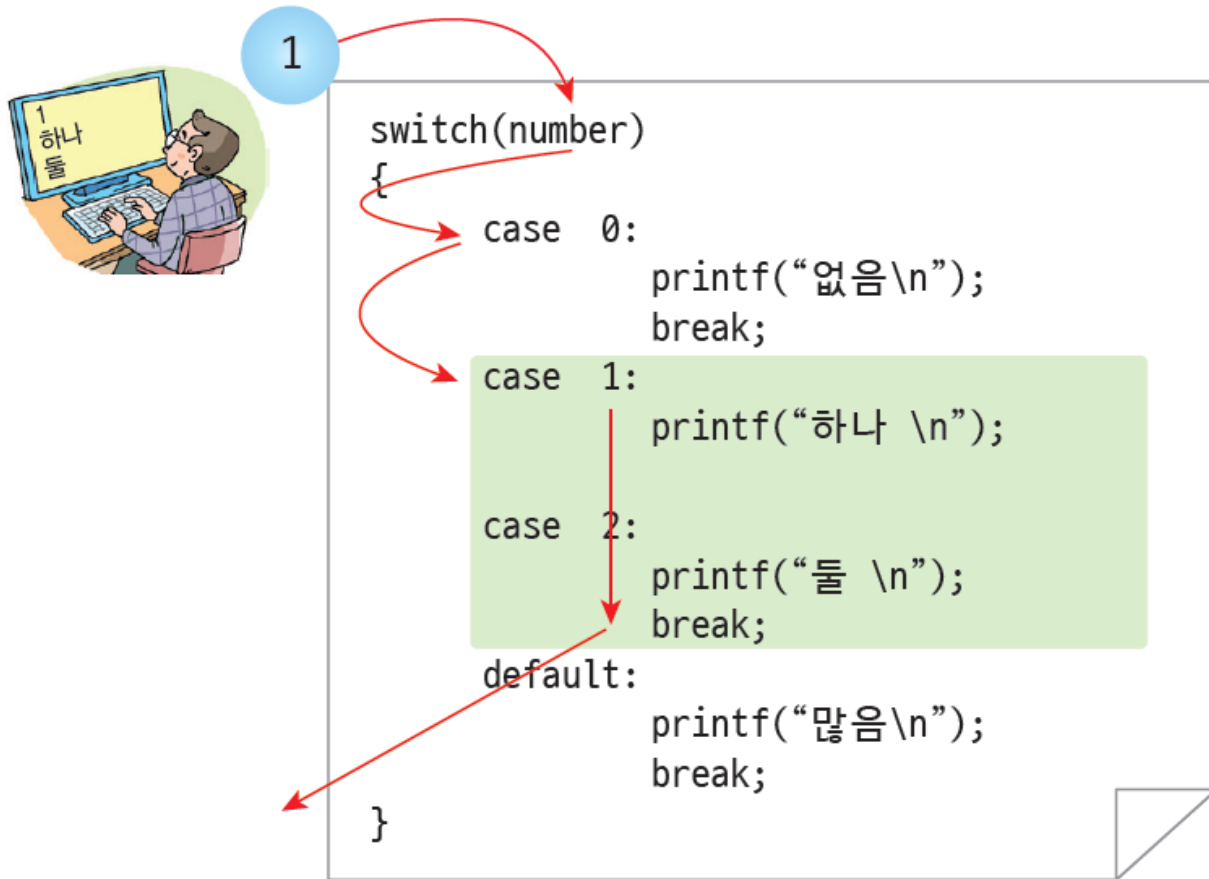 1
1
하나
둘
switch(number)
{
case 0:
printf(“없음\n”);
break;
case 1:
printf(“하나 \n”);
case 2:
printf(“둘 \n”);
break;
default:
printf(“많음\n”);
break;
}